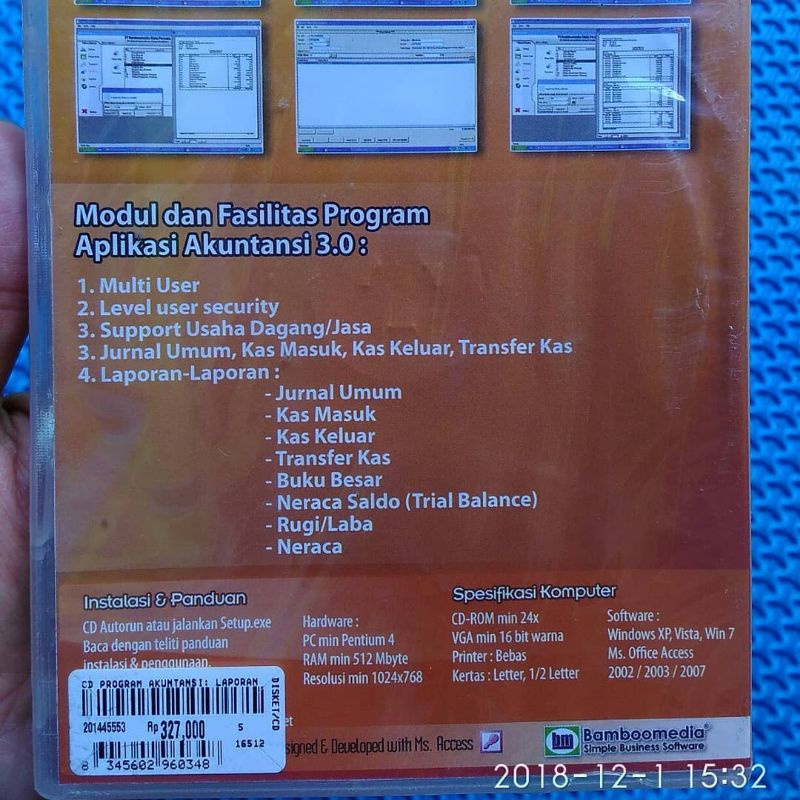 Modul dan Fasilitas Program
Aplikasi Akuntansi 3.0 :
1. Multi User
2. Level user security
3. Support Usaha Dagang/Jasa
3. Jurnal Umum, Kas Masuk, Kas Keluar, Transfer Kas
4. Laporan-Laporan :
- Jurnal Umum
- Kas Masuk
- Kas Keluar
- Transfer Kas
- Buku Besar
- Neraca Saldo (Trial Balance)
- Rugi/Laba
- Neraca
Instalasi & Panduan
CD Autorun atau jalankan Setup.exe
Baca dengan teliti panduan
instalasi & penggunaan.
Hardware :
PC min Pentium 4
RAM min 512 Mbyte
Resolusi min 1024x768
Spesifikasi Komputer
CD-ROM min 24x
VGA min 16 bit warna
Printer : Bebas
Kertas : Letter, 1/2 Letter
Software :
Windows XP, Vista, Win 7
Ms. Office Access
2002 / 2003 / 2007
CD PROGRAM AKUNTANSI: LAPORAN
DISKET/CD
201445553 Rp 327,000 5
16512
8 345602 960348
& Developed with Ms. Access
bm Bamboomedia®
Simple Business Software
2018-12-1 15:32